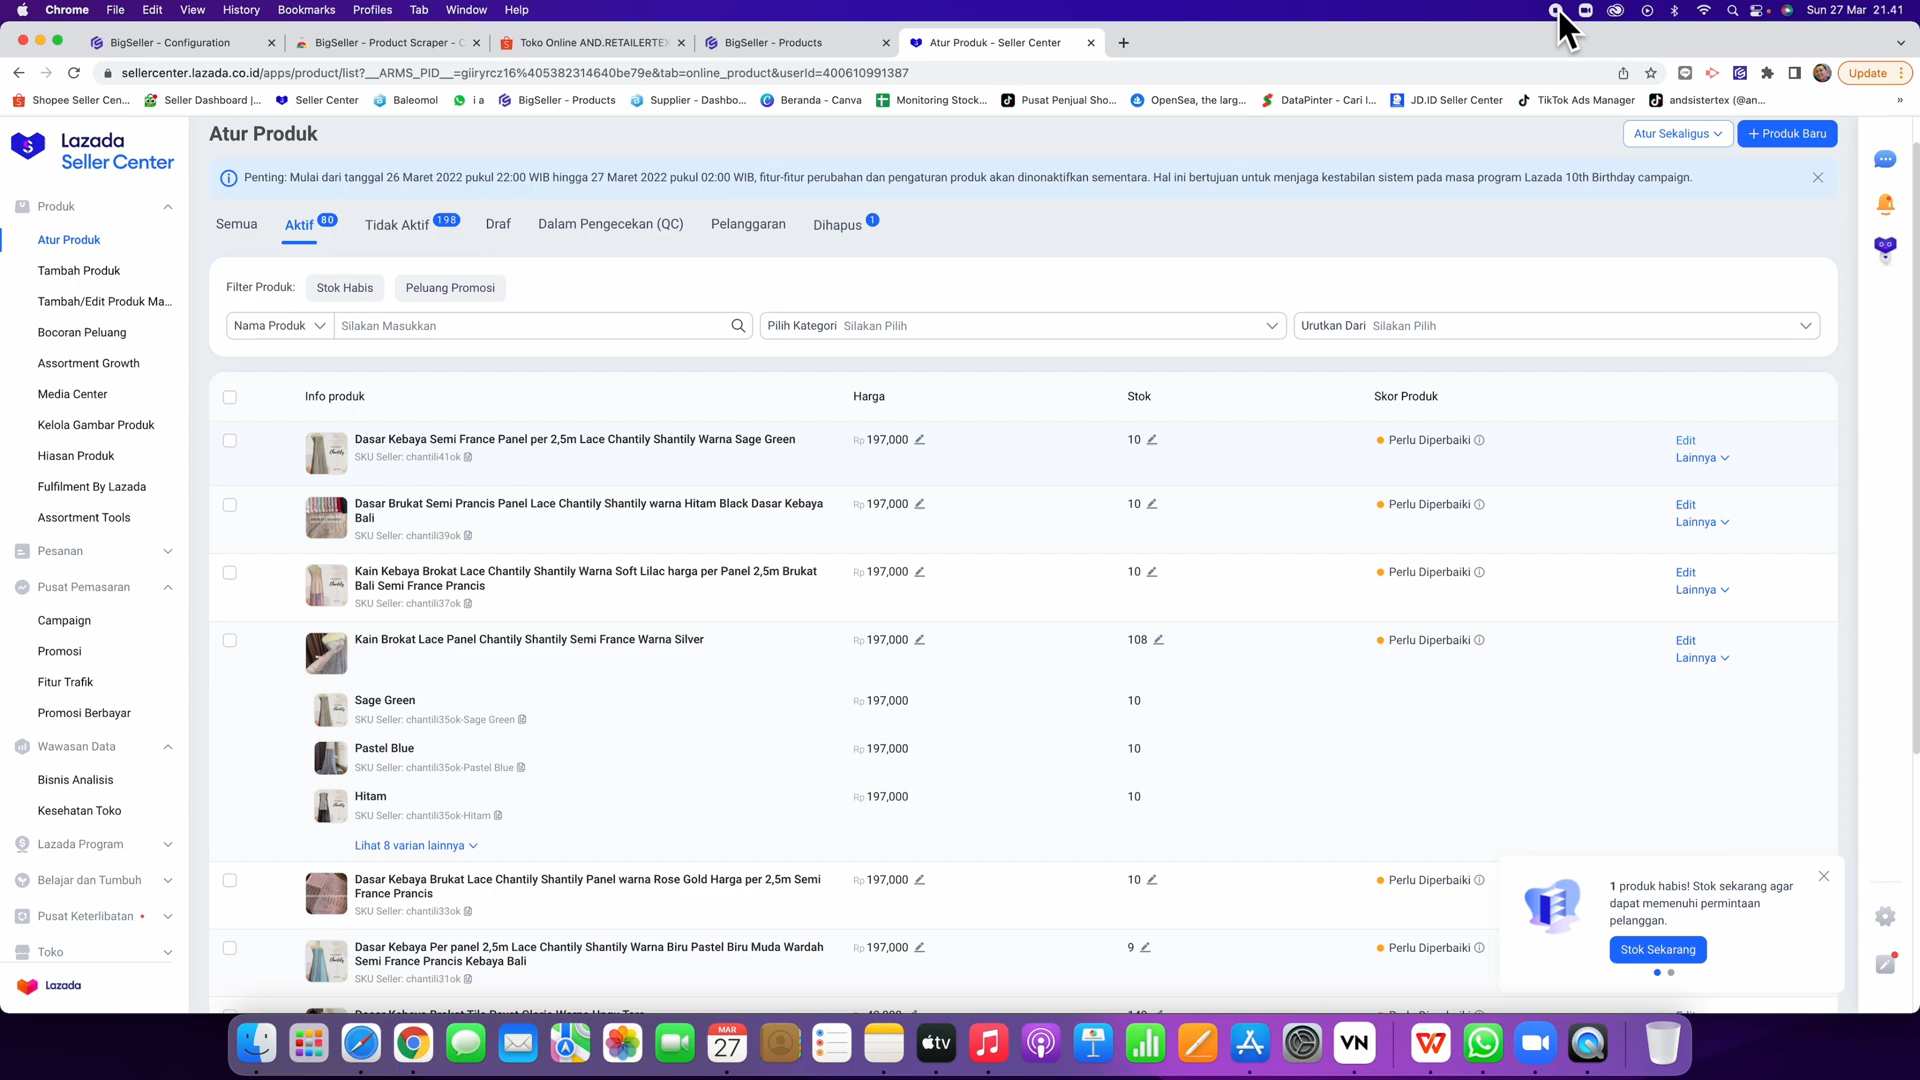 Chrome File Edit View History Bookmarks Profiles Tab Window Help Sun 27 Mar 21.41
BigSeller - Configuration BigSeller - Product Scraper - C Toko Online AND.RETAILERTEX BigSeller - Products Atur Produk - Seller Center
sellercenter.lazada.co.id/apps/product/list?__ARMS_PID__=giiryrcz16%405382314640be79e&tab=online_product&userId=400610991387 Update
Shopee Seller Cen... Seller Dashboard |... Seller Center Baleomol i a BigSeller - Products Supplier - Dashbo... Beranda - Canva Monitoring Stock... Pusat Penjual Sho... OpenSea, the larg... DataPinter - Cari I... JD.ID Seller Center TikTok Ads Manager andsistertex (@an... »
Lazada
Seller Center
Produk
Atur Produk
Tambah Produk
Tambah/Edit Produk Ma...
Bocoran Peluang
Assortment Growth
Media Center
Kelola Gambar Produk
Hiasan Produk
Fulfilment By Lazada
Assortment Tools
Pesanan
Pusat Pemasaran
Campaign
Promosi
Fitur Trafik
Promosi Berbayar
Wawasan Data
Bisnis Analisis
Kesehatan Toko
Lazada Program
Belajar dan Tumbuh
Pusat Keterlibatan
Toko
Lazada
Atur Produk
Atur Sekaligus + Produk Baru
Penting: Mulai dari tanggal 26 Maret 2022 pukul 22:00 WIB hingga 27 Maret 2022 pukul 02:00 WIB, fitur-fitur perubahan dan pengaturan produk akan dinonaktifkan sementara. Hal ini bertujuan untuk menjaga kestabilan sistem pada masa program Lazada 10th Birthday campaign.
Semua Aktif 80 Tidak Aktif 198 Draf Dalam Pengecekan (QC) Pelanggaran Dihapus 1
Filter Produk: Stok Habis Peluang Promosi
Nama Produk Silakan Masukkan Pilih Kategori Silakan Pilih Urutkan Dari Silakan Pilih
Info produk Harga Stok Skor Produk
Dasar Kebaya Semi France Panel per 2,5m Lace Chantily Shantily Warna Sage Green Rp 197,000 10 Perlu Diperbaiki Edit
SKU Seller: chantili41ok Lainnya
Dasar Brukat Semi Prancis Panel Lace Chantily Shantily warna Hitam Black Dasar Kebaya Rp 197,000 10 Perlu Diperbaiki Edit
Bali Lainnya
SKU Seller: chantili39ok
Kain Kebaya Brokat Lace Chantily Shantily Warna Soft Lilac harga per Panel 2,5m Brukat Rp 197,000 10 Perlu Diperbaiki Edit
Bali Semi France Prancis Lainnya
SKU Seller: chantili37ok
Kain Brokat Lace Panel Chantily Shantily Semi France Warna Silver Rp 197,000 108 Perlu Diperbaiki Edit
Lainnya
Sage Green Rp 197,000 10
SKU Seller: chantili35ok-Sage Green
Pastel Blue Rp 197,000 10
SKU Seller: chantili35ok-Pastel Blue
Hitam Rp 197,000 10
SKU Seller: chantili35ok-Hitam
Lihat 8 varian lainnya
Dasar Kebaya Brukat Lace Chantily Shantily Panel warna Rose Gold Harga per 2,5m Semi Rp 197,000 10 Perlu Diperbaiki
France Prancis
SKU Seller: chantili33ok
Dasar Kebaya Per panel 2,5m Lace Chantily Shantily Warna Biru Pastel Biru Muda Wardah Rp 197,000 9 Perlu Diperbaiki
Semi France Prancis Kebaya Bali
SKU Seller: chantili31ok
1 produk habis! Stok sekarang agar
dapat memenuhi permintaan
pelanggan.
Stok Sekarang
MAR
27
tv
VN